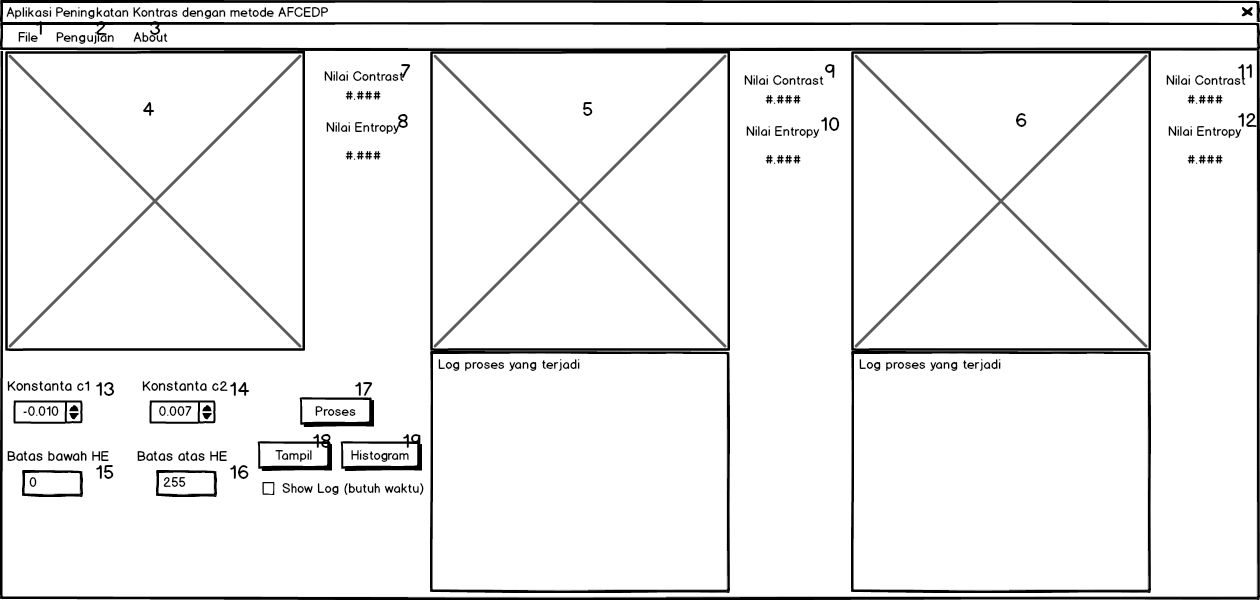 Aplikasi Peningkatan Kontras dengan metode AFCEDP
File 1 Pengujian 2 About 3
4
Nilai Contrast 7
#.###
Nilai Entropy 8
#.###
5
Nilai Contrast 9
#.###
Nilai Entropy 10
#.###
6
Nilai Contrast 11
#.###
Nilai Entropy 12
#.###
Konstanta c1 13 Konstanta c2 14
-0.010 0.007
Batas bawah HE Batas atas HE
0 15 255 16
17
Proses
18 19
Tampil Histogram
Show Log (butuh waktu)
Log proses yang terjadi
Log proses yang terjadi